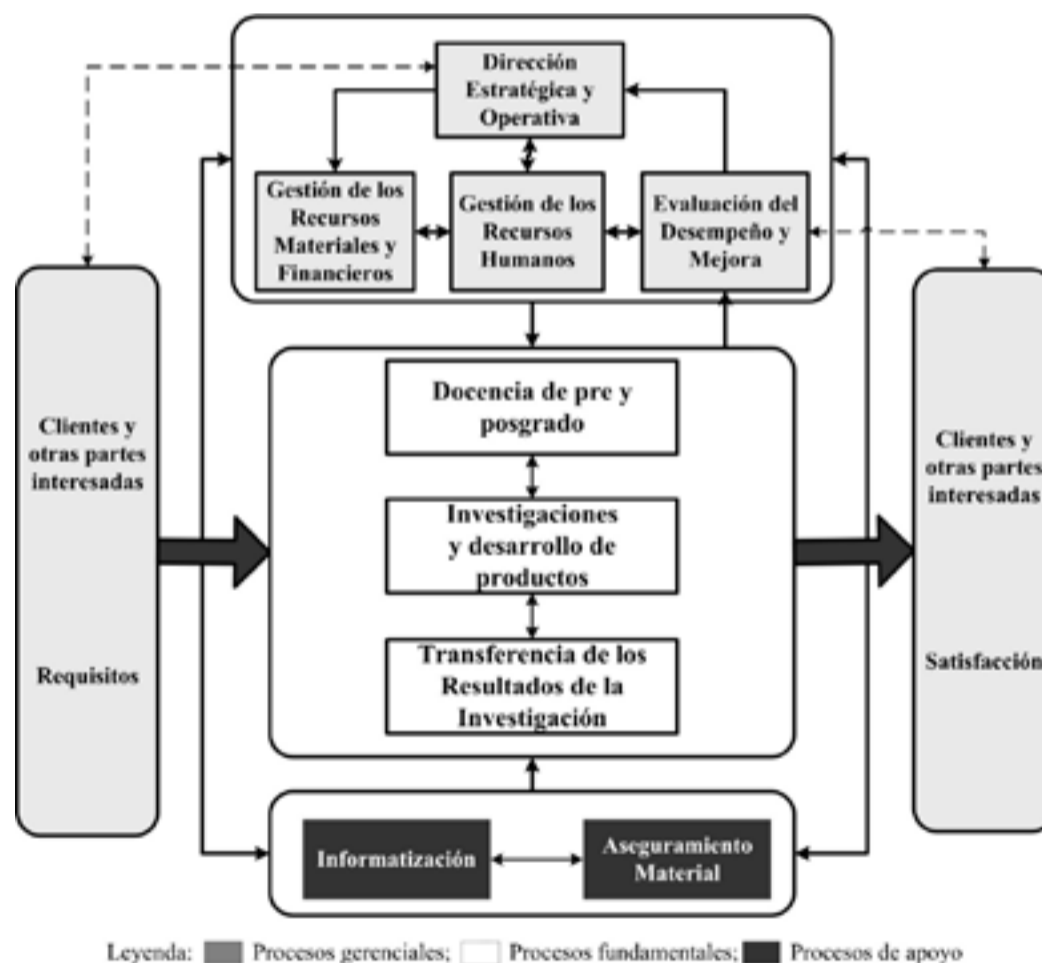 Dirección
Estratégica y
Operativa
Gestión de los
Recursos
Materiales y
Financieros
Gestión de los
Recursos
Humanos
Evaluación del
Desempeño y
Mejora
Clientes y
otras partes
interesadas
Requisitos
Docencia de pre y
posgrado
Investigaciones
y desarrollo de
productos
Transferencia de los
Resultados de la
Investigación
Clientes y
otras partes
interesadas
Satisfacción
Informatización
Aseguramiento
Material
Leyenda: Procesos gerenciales; Procesos fundamentales; Procesos de apoyo